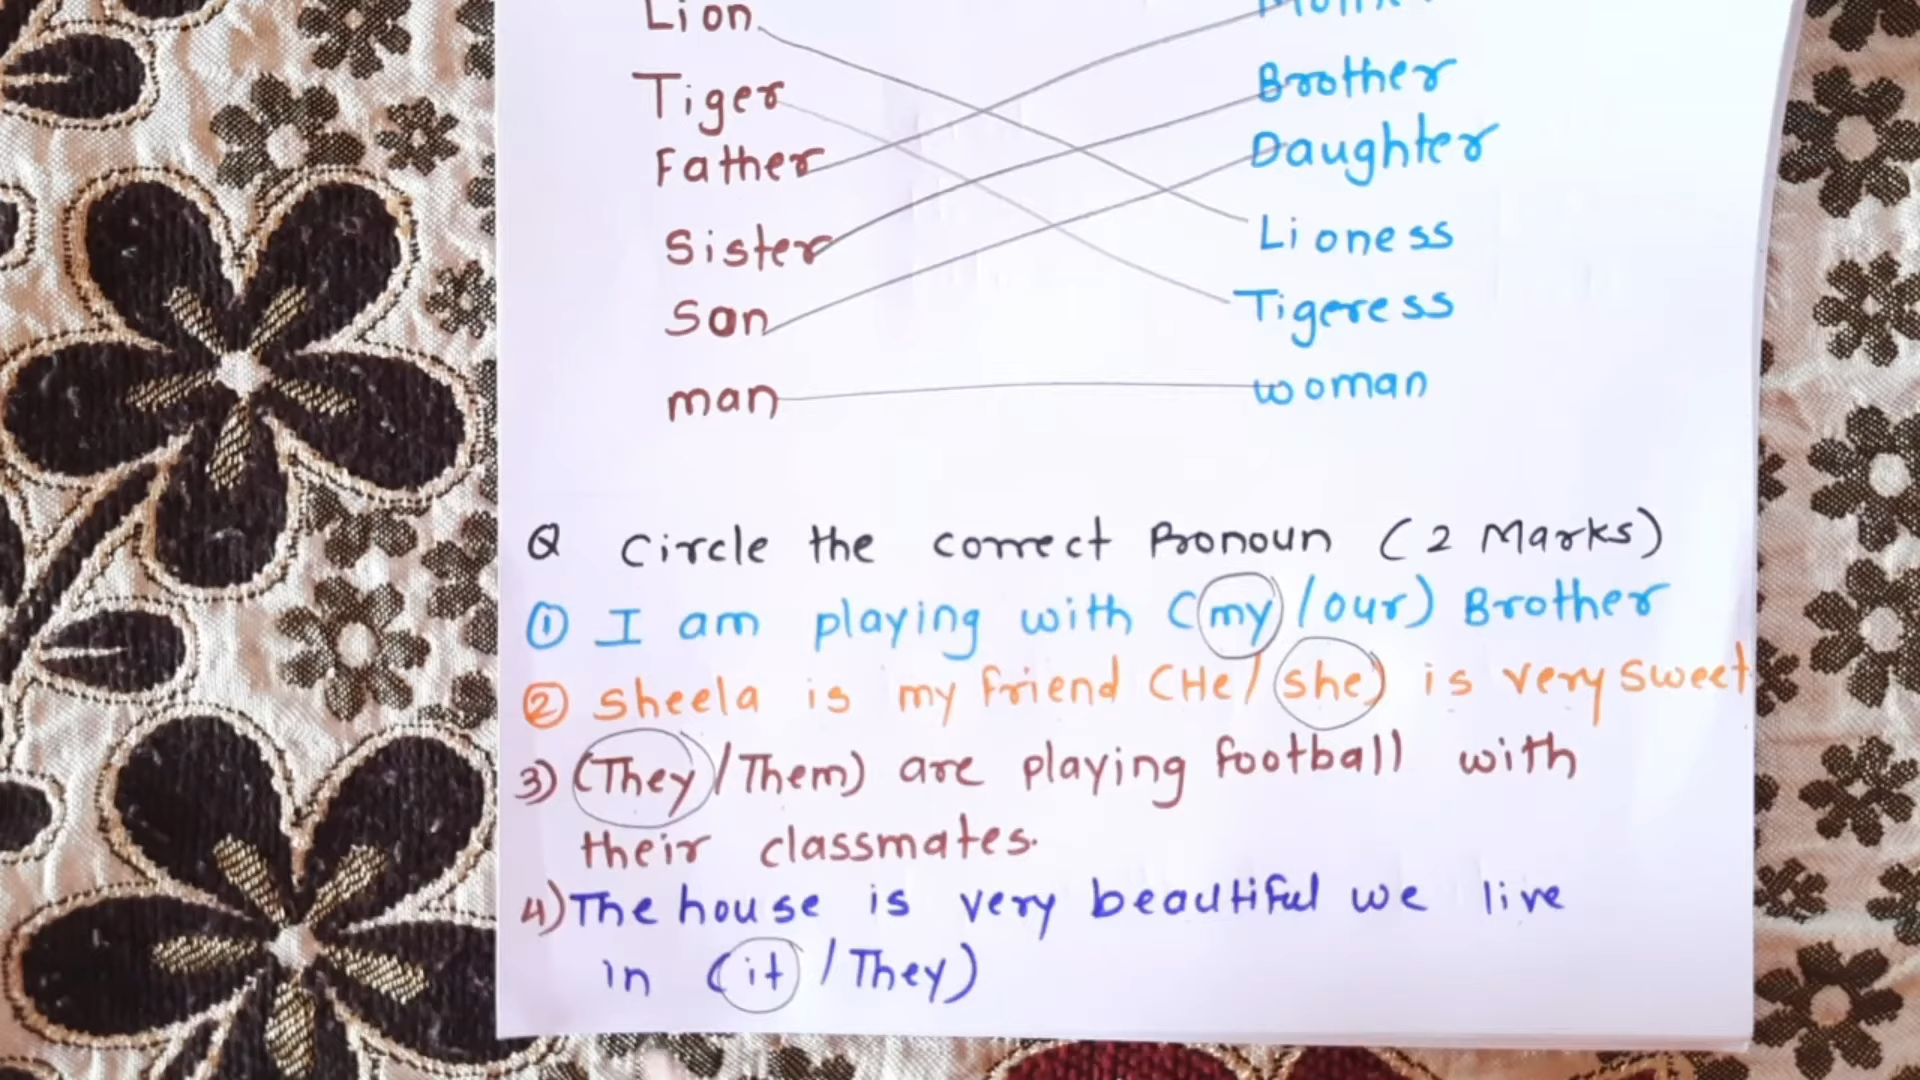 Lion
Tiger
Brother
Father
Daughter
Sister
Lioness
Son
Tigeress
man
woman
Q Circle the correct Pronoun (2 Marks)
① I am playing with (my/our) Brother
② Sheela is my friend (He/she) is very sweet
3) (They/Them) are playing football with
their classmates.
4) The house is very beautiful we live
in (it/They)